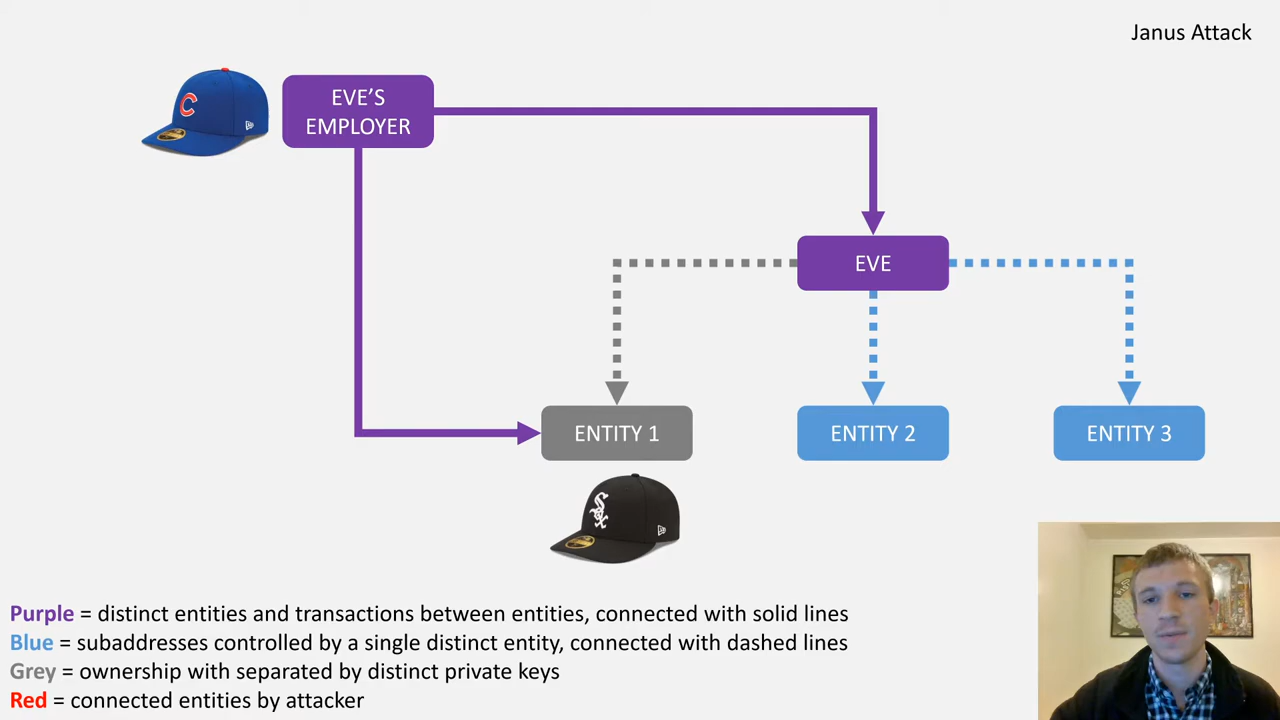 Janus Attack
C
EVE'S
EMPLOYER
EVE
ENTITY 1
ENTITY 2
ENTITY 3
Sox
Purple = distinct entities and transactions between entities, connected with solid lines
Blue = subaddresses controlled by a single distinct entity, connected with dashed lines
Grey = ownership with separated by distinct private keys
Red = connected entities by attacker